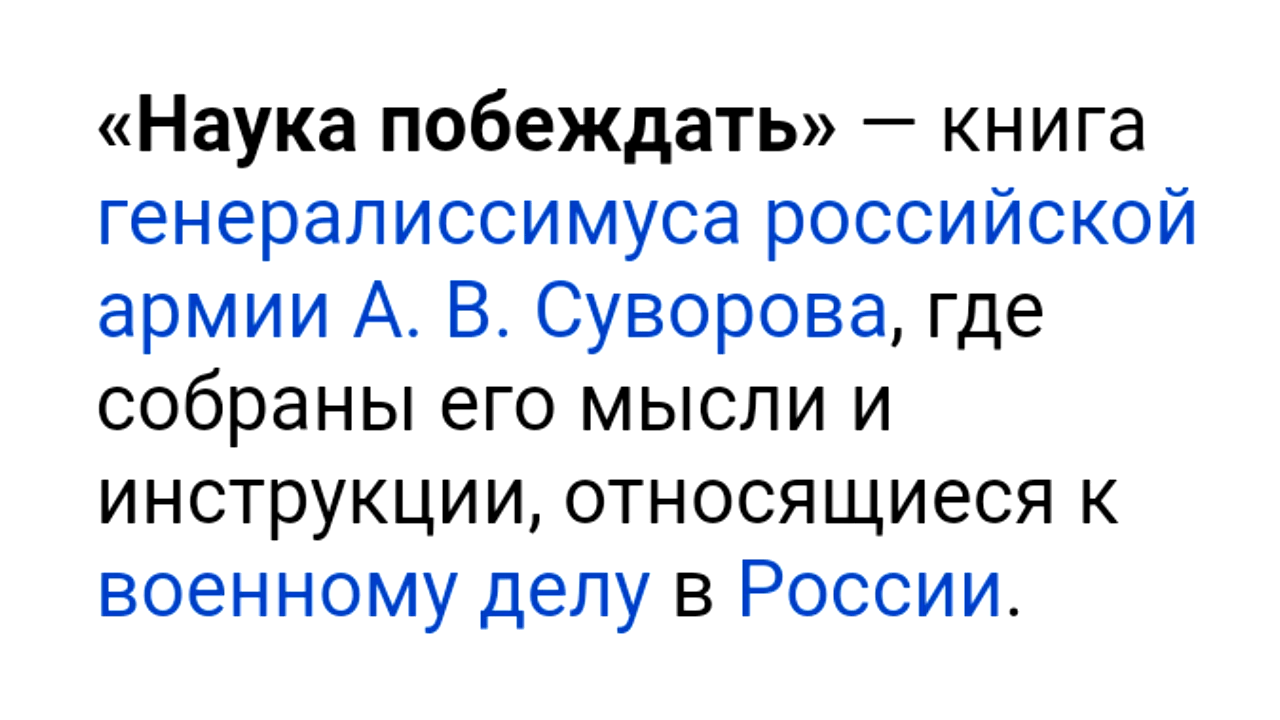 «Наука побеждать» — книга
генералиссимуса российской
армии А. В. Суворова, где
собраны его мысли и
инструкции, относящиеся к
военному делу в России.